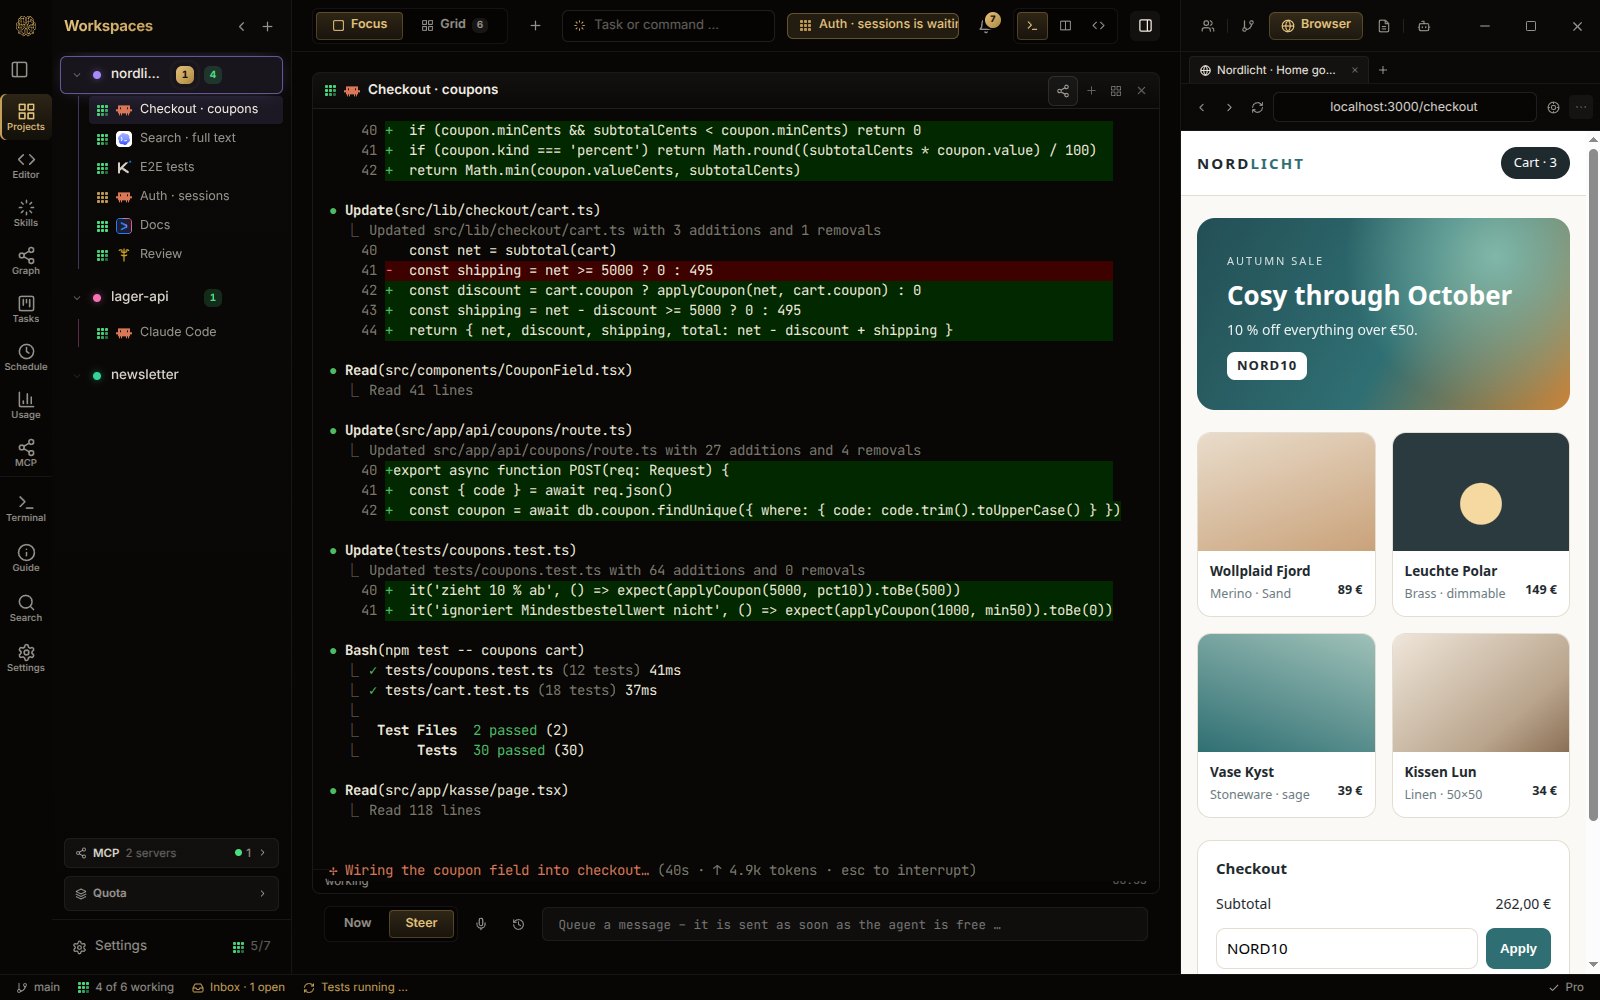 Workspaces
Focus
Grid 6
Task or command ...
Auth · sessions is waitin
7
Browser
Projects
Editor
Skills
Graph
Tasks
Schedule
Usage
MCP
Terminal
Guide
Search
Settings
nordli... 1 4
Checkout · coupons
Search · full text
E2E tests
Auth · sessions
Docs
Review
lager-api 1
Claude Code
newsletter
MCP 2 servers 1
Quota
Settings 5/7
Checkout · coupons
40 + if (coupon.minCents && subtotalCents < coupon.minCents) return 0
41 + if (coupon.kind === 'percent') return Math.round((subtotalCents * coupon.value) / 100)
42 + return Math.min(coupon.valueCents, subtotalCents)
● Update(src/lib/checkout/cart.ts)
⎿ Updated src/lib/checkout/cart.ts with 3 additions and 1 removals
40 const net = subtotal(cart)
41 - const shipping = net >= 5000 ? 0 : 495
42 + const discount = cart.coupon ? applyCoupon(net, cart.coupon) : 0
43 + const shipping = net - discount >= 5000 ? 0 : 495
44 + return { net, discount, shipping, total: net - discount + shipping }
● Read(src/components/CouponField.tsx)
⎿ Read 41 lines
● Update(src/app/api/coupons/route.ts)
⎿ Updated src/app/api/coupons/route.ts with 27 additions and 4 removals
40 +export async function POST(req: Request) {
41 + const { code } = await req.json()
42 + const coupon = await db.coupon.findUnique({ where: { code: code.trim().toUpperCase() } })
● Update(tests/coupons.test.ts)
⎿ Updated tests/coupons.test.ts with 64 additions and 0 removals
40 + it('zieht 10 % ab', () => expect(applyCoupon(5000, pct10)).toBe(500))
41 + it('ignoriert Mindestbestellwert nicht', () => expect(applyCoupon(1000, min50)).toBe(0))
● Bash(npm test -- coupons cart)
⎿ ✓ tests/coupons.test.ts (12 tests) 41ms
⎿ ✓ tests/cart.test.ts (18 tests) 37ms
⎿
⎿ Test Files 2 passed (2)
⎿ Tests 30 passed (30)
● Read(src/app/kasse/page.tsx)
⎿ Read 118 lines
✢ Wiring the coupon field into checkout… (40s · ↑ 4.9k tokens · esc to interrupt)
Working
Now
Steer
Queue a message – it is sent as soon as the agent is free …
Nordlicht · Home go... ×
localhost:3000/checkout
NORDLICHT
Cart · 3
AUTUMN SALE
Cosy through October
10 % off everything over €50.
NORD10
Wollplaid Fjord
Merino · Sand 89 €
Leuchte Polar
Brass · dimmable 149 €
Vase Kyst
Stoneware · sage 39 €
Kissen Lun
Linen · 50×50 34 €
Checkout
Subtotal 262,00 €
NORD10
Apply
main
4 of 6 working
Inbox · 1 open
Tests running ...
✓ Pro